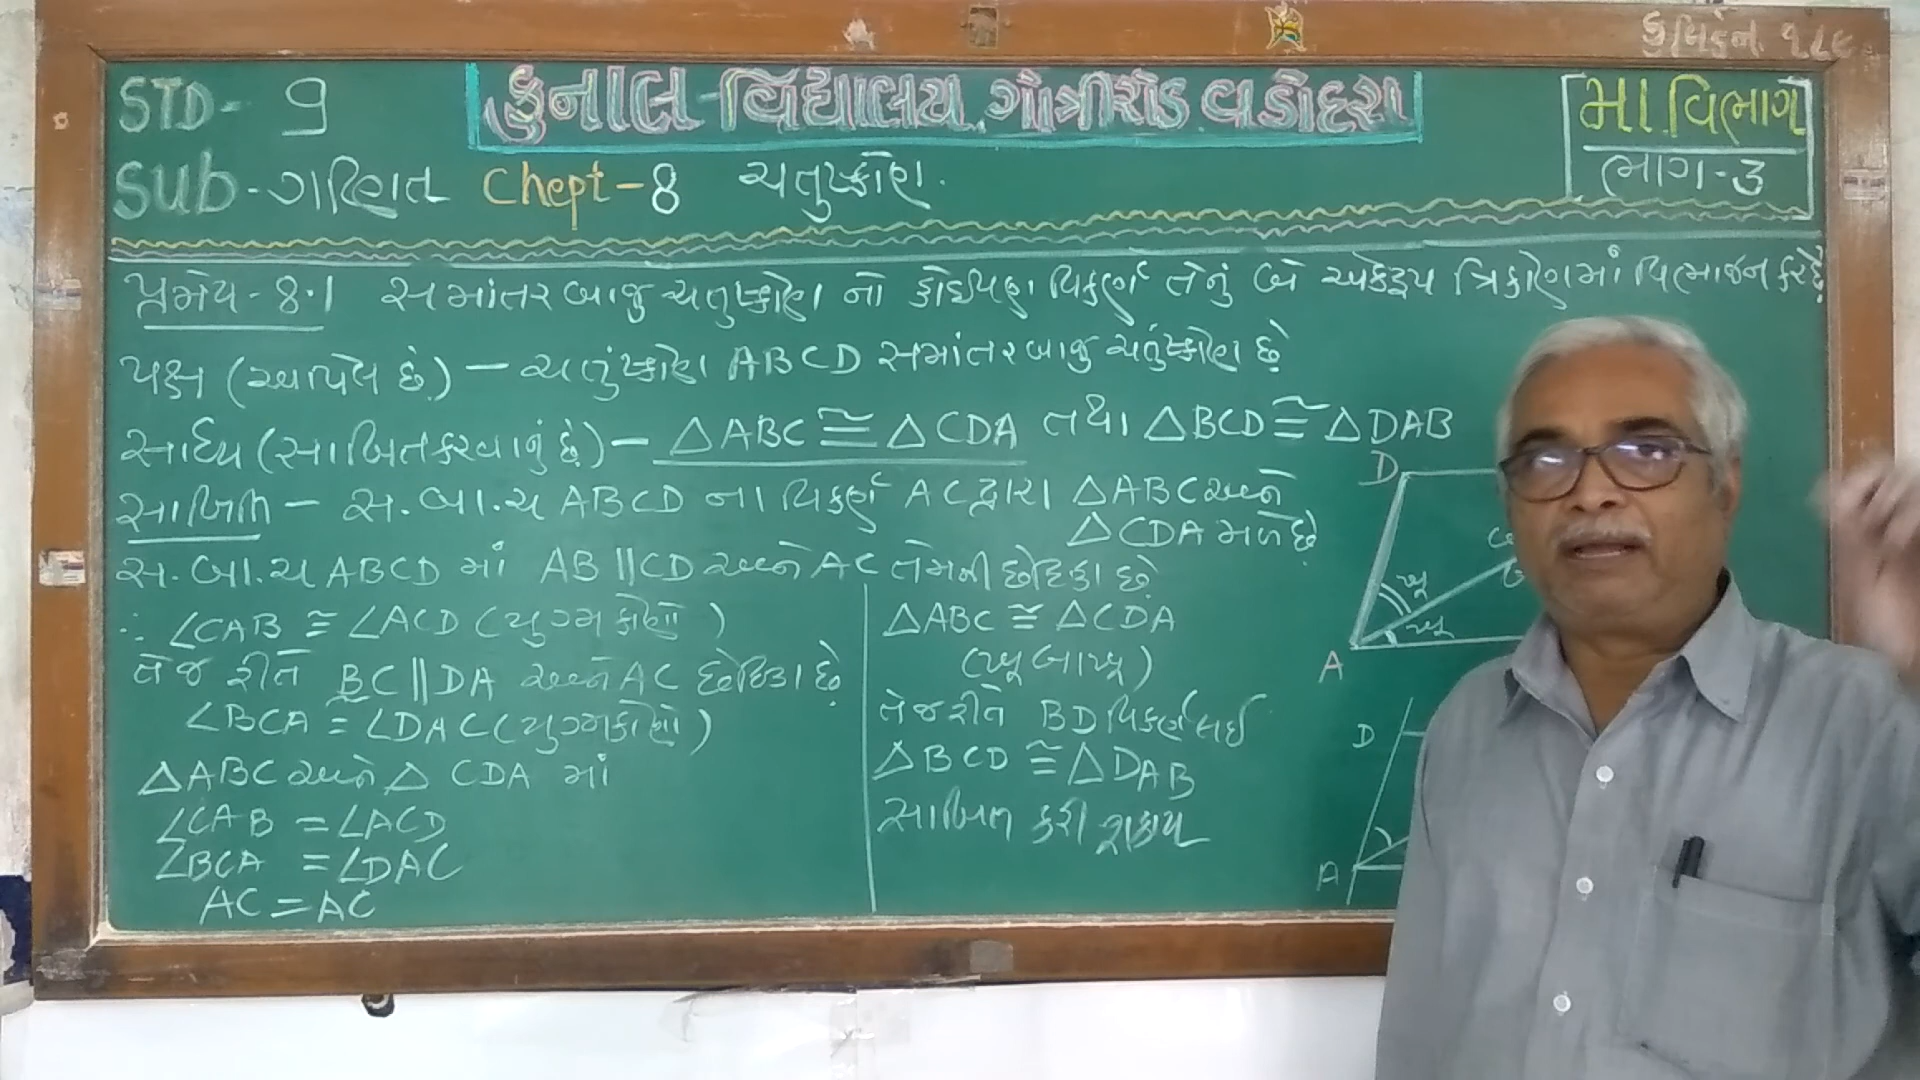 ક્રમિકેન. ૧૮૬
STD - 9
કુનાલ વિદ્યાલય ગોત્રીરોડ વડોદરા
મા વિભાગ
ભાગ-૩
SUB - ગણિત Chept-8 ચતુષ્કોણ.
પ્રમેય-8.1 સમાંતરબાજુ ચતુષ્કોણ નો કોઈપણ વિકર્ણ તેનું બે એકરૂપ ત્રિકોણમાં વિભાજન કરે છે
પક્ષ (આપેલ છે) - ચતુષ્કોણ ABCD સમાંતરબાજુ ચતુષ્કોણ છે
સાધ્ય (સાબિત કરવાનું છે) - △ABC ≅ △CDA તથા △BCD ≅ △DAB
સાબિતી - સ.બા.ચ ABCD ના વિકર્ણ AC દ્વારા △ABC અને
△CDA મળે છે
સ.બા.ચ ABCD માં AB || CD અને AC તેમની છેદિકા છે
∴ ∠CAB ≅ ∠ACD (યુગ્મકોણો)
તેજ રીતે BC || DA અને AC છેદિકા છે
∠BCA = ∠DAC (યુગ્મકોણો)
△ABC અને △ CDA માં
∠CAB = ∠ACD
∠BCA = ∠DAC
AC = AC
△ABC ≅ △CDA
(ખૂબાખૂ)
તેજ રીતે BD વિકર્ણ લઈ
△BCD ≅ △DAB
સાબિત કરી શકાય
D
ખૂ
ખૂ
A
D
A